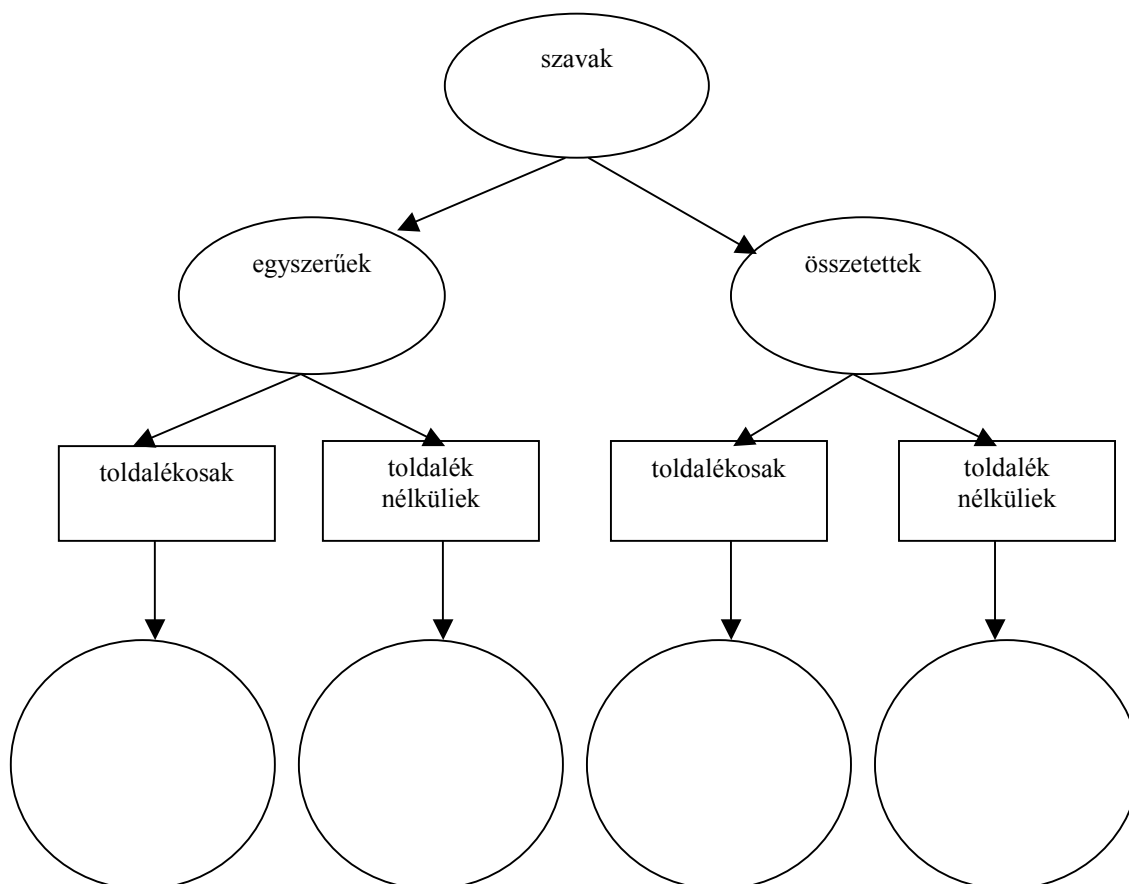 szavak
egyszerűek
összetettek
toldalékosak
toldalék
nélküliek
toldalékosak
toldalék
nélküliek